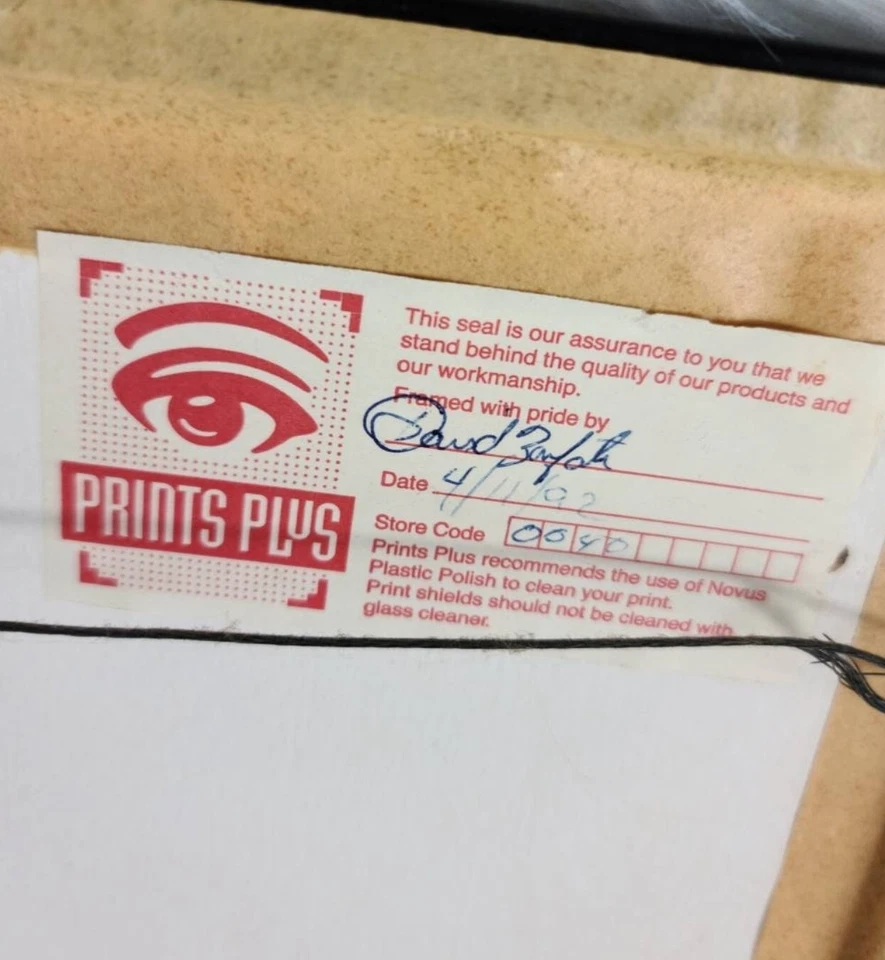 PRINTS PLUS
This seal is our assurance to you that we
stand behind the quality of our products and
our workmanship.
Framed with pride by
David
Date 4/11/92
Store Code 0040
Prints Plus recommends the use of Novus
Plastic Polish to clean your print.
Print shields should not be cleaned with
glass cleaner.